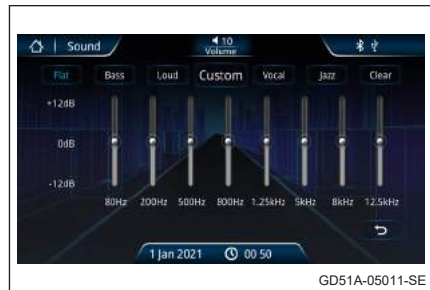 Sound
10
Volume
Flat Bass Loud Custom Vocal Jazz Clear
+12dB
0dB
-12dB
80Hz 200Hz 500Hz 800Hz 1.25kHz 5kHz 8kHz 12.5kHz
1 Jan 2021 00 50
GD51A-05011-SE